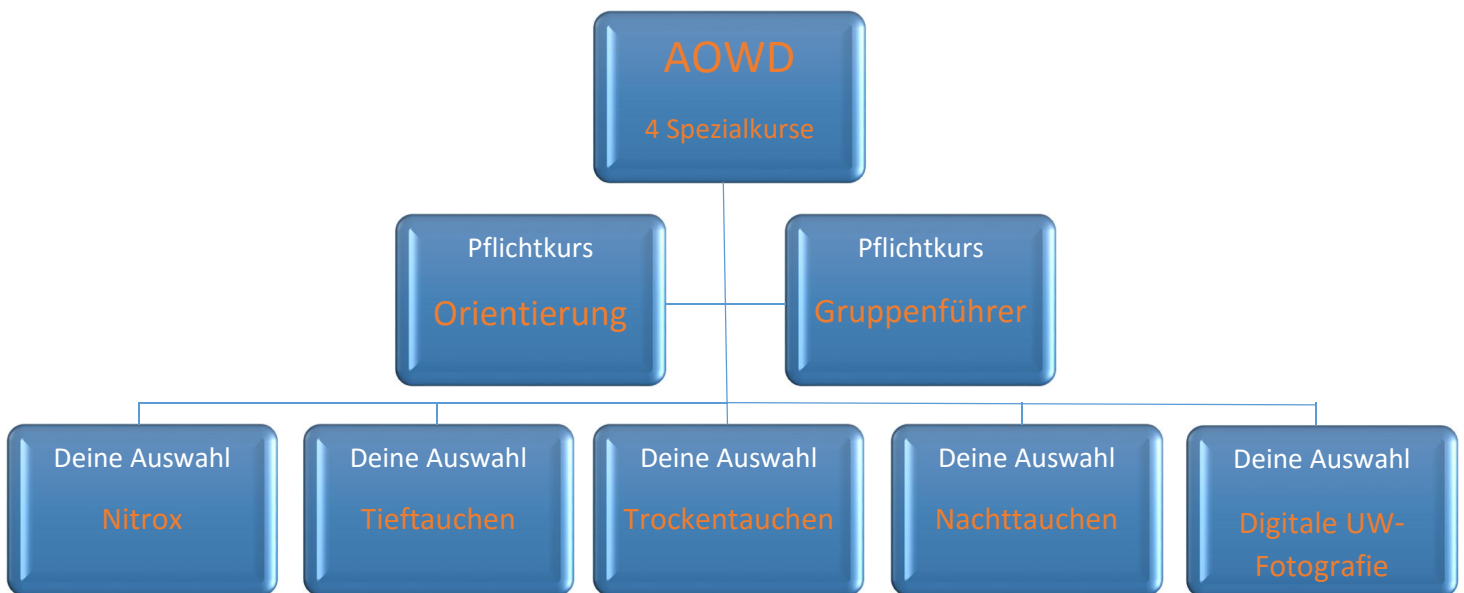 AOWD
4 Spezialkurse
Pflichtkurs
Orientierung
Pflichtkurs
Gruppenführer
Deine Auswahl
Nitrox
Deine Auswahl
Tieftauchen
Deine Auswahl
Trockentauchen
Deine Auswahl
Nachttauchen
Deine Auswahl
Digitale UW-
Fotografie